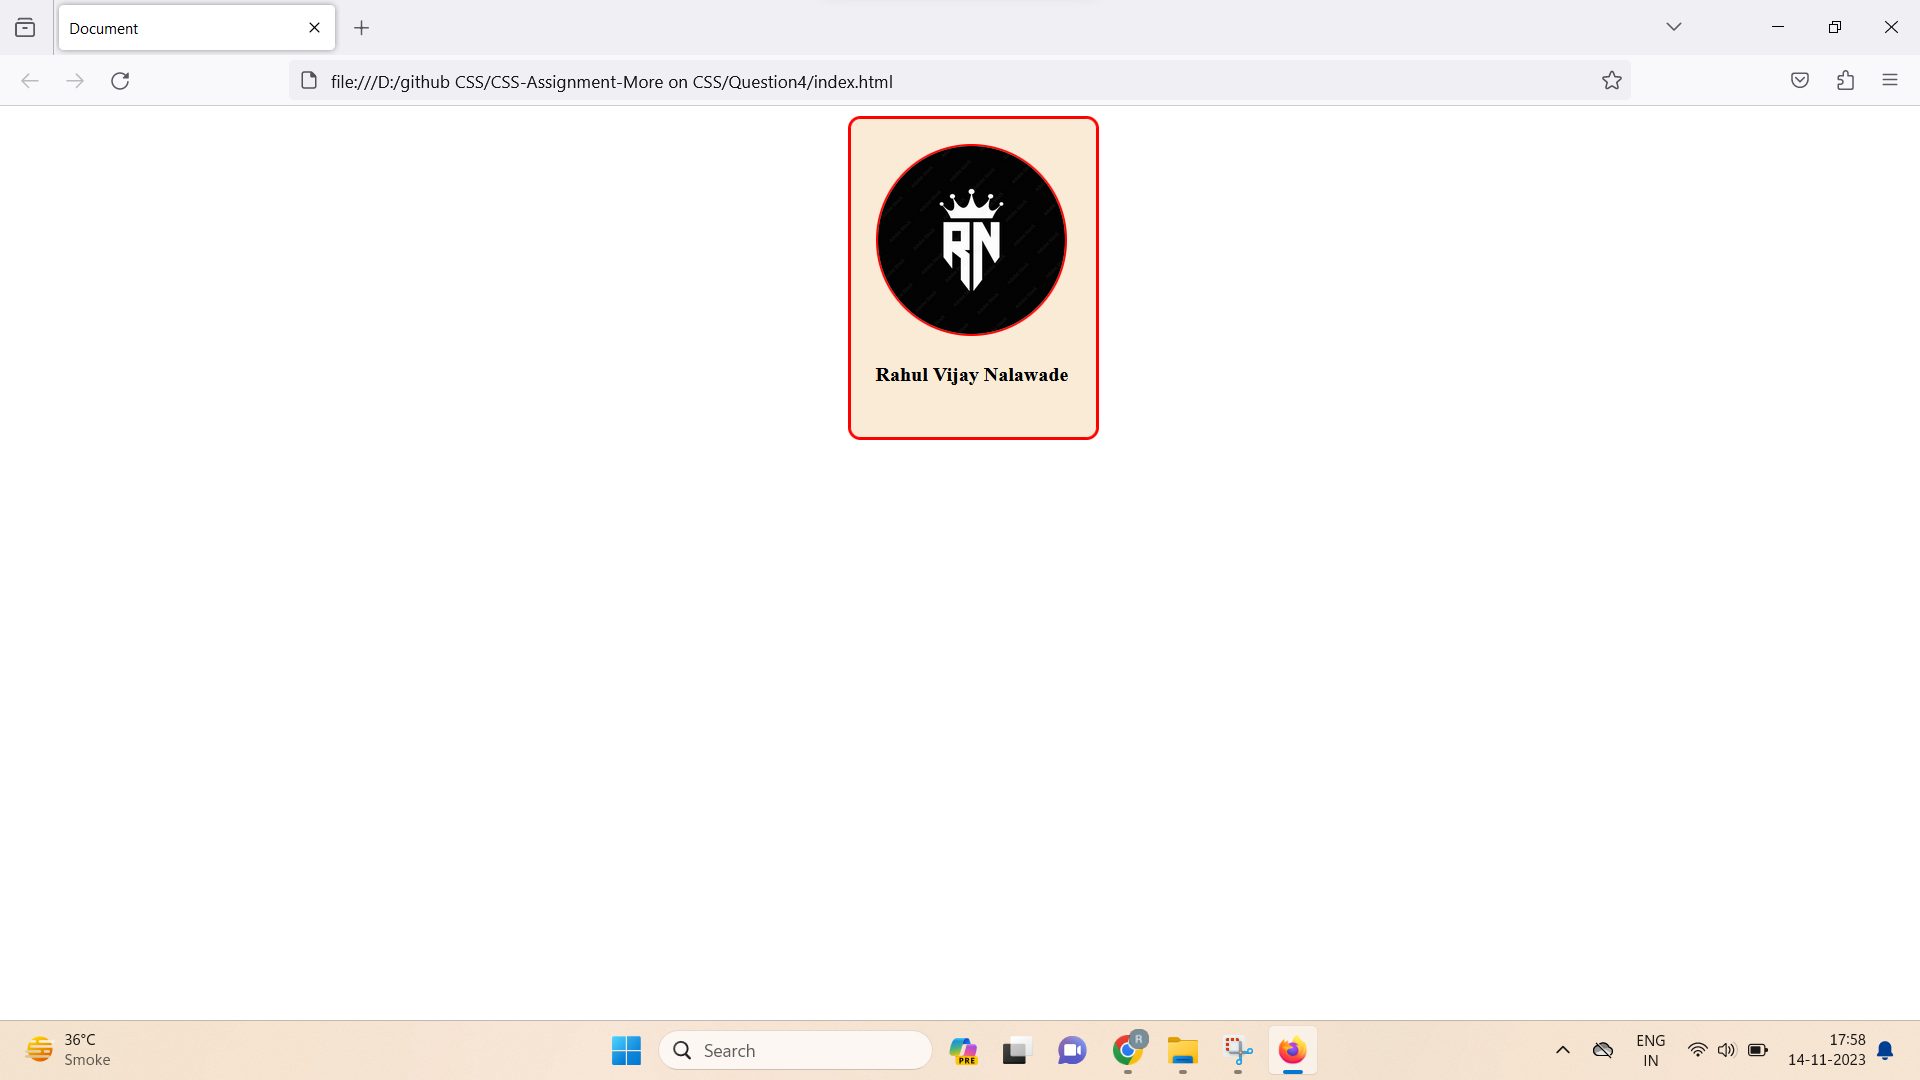 Document
file:///D:/github CSS/CSS-Assignment-More on CSS/Question4/index.html
RN
Rahul Vijay Nalawade
36°C
Smoke
Search
PRE
R
ENG
IN
17:58
14-11-2023